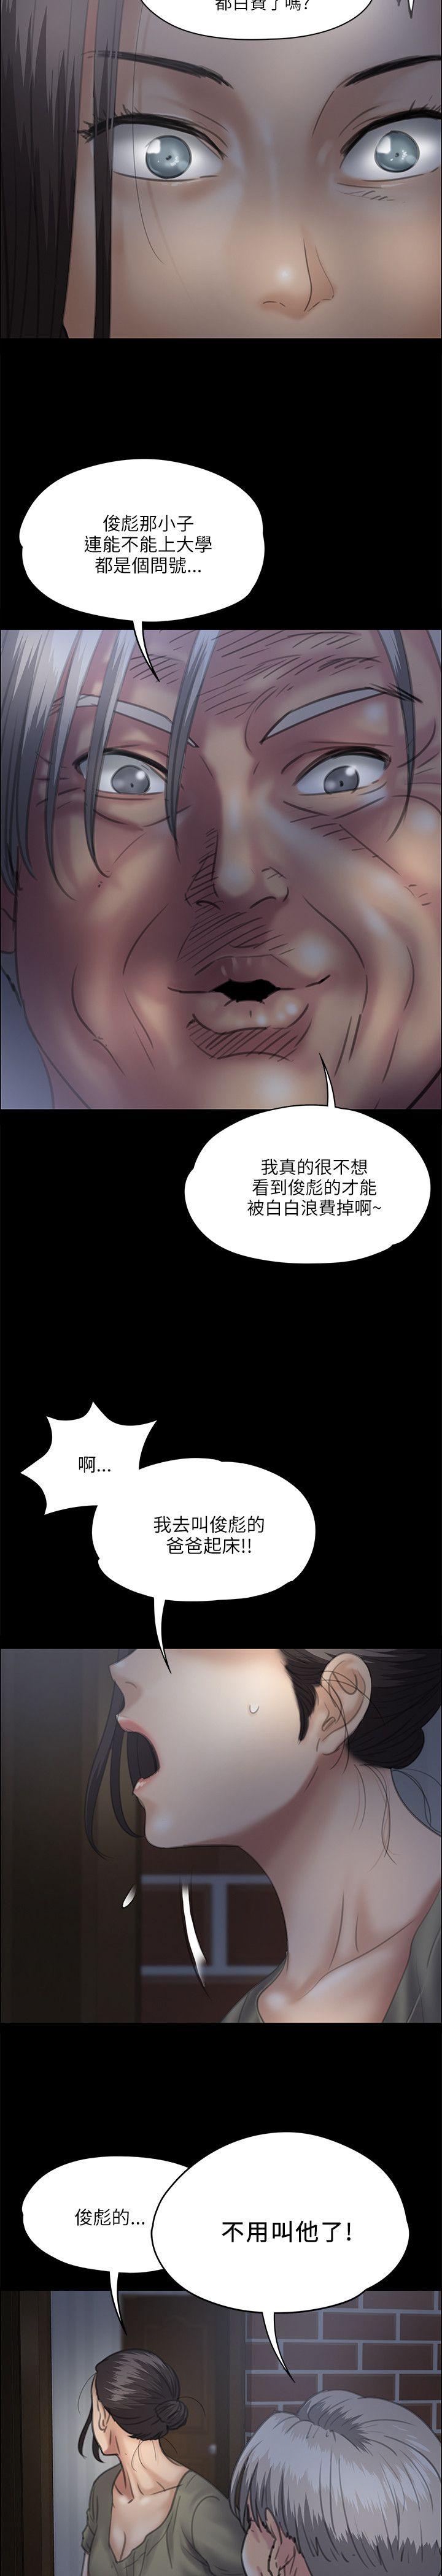 都白費了嗎?
俊彪那小子
連能不能上大學
都是個問號...
我真的很不想
看到俊彪的才能
被白白浪費掉啊~
啊...
我去叫俊彪的
爸爸起床!!
俊彪的...
不用叫他了!